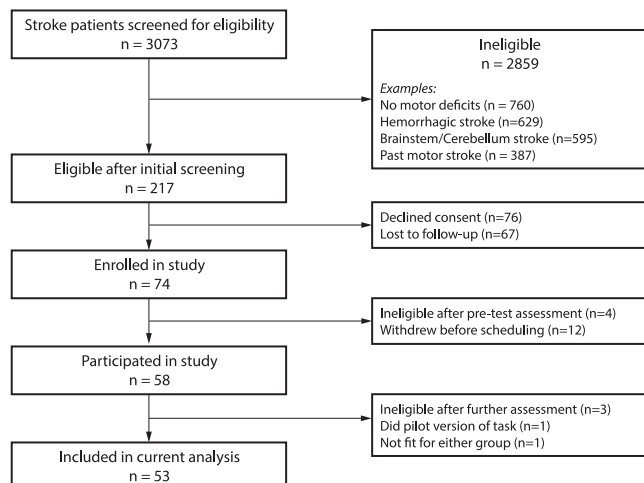 Stroke patients screened for eligibility
n = 3073
Ineligible
n = 2859
Examples:
No motor deficits (n = 760)
Hemorrhagic stroke (n=629)
Brainstem/Cerebellum stroke (n=595)
Past motor stroke (n = 387)
Eligible after initial screening
n = 217
Declined consent (n=76)
Lost to follow-up (n=67)
Enrolled in study
n = 74
Ineligible after pre-test assessment (n=4)
Withdrew before scheduling (n=12)
Participated in study
n = 58
Ineligible after further assessment (n=3)
Did pilot version of task (n=1)
Not fit for either group (n=1)
Included in current analysis
n = 53